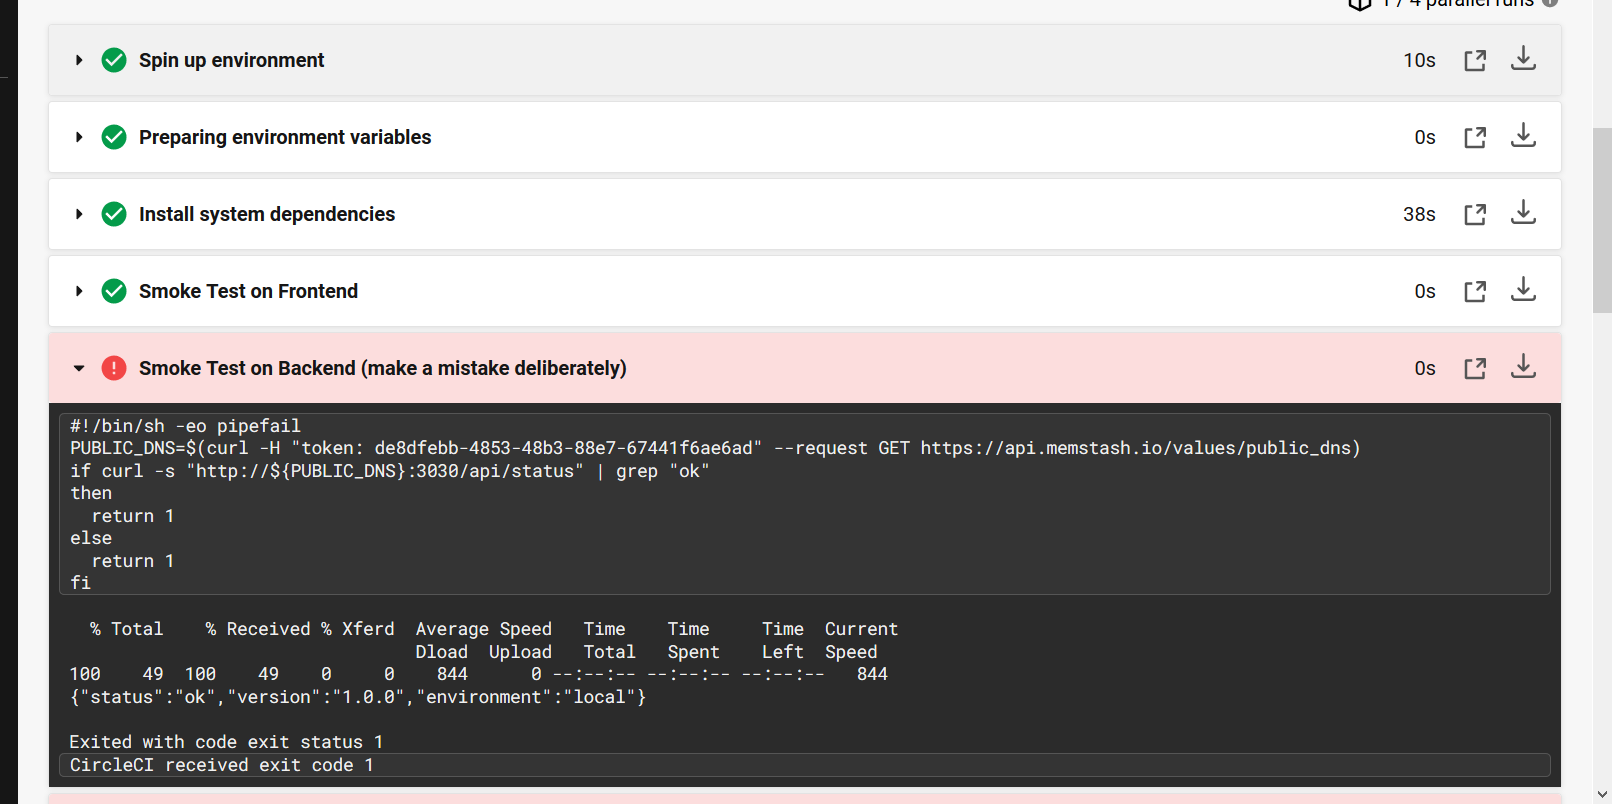 1 / 4 parallel runs
Spin up environment 10s
Preparing environment variables 0s
Install system dependencies 38s
Smoke Test on Frontend 0s
Smoke Test on Backend (make a mistake deliberately) 0s
#!/bin/sh -eo pipefail
PUBLIC_DNS=$(curl -H "token: de8dfebb-4853-48b3-88e7-67441f6ae6ad" --request GET https://api.memstash.io/values/public_dns)
if curl -s "http://${PUBLIC_DNS}:3030/api/status" | grep "ok"
then
  return 1
else
  return 1
fi
  % Total    % Received % Xferd  Average Speed   Time    Time     Time  Current
                                 Dload  Upload   Total   Spent    Left  Speed
100    49  100    49    0     0    844      0 --:--:-- --:--:-- --:--:--   844
{"status":"ok","version":"1.0.0","environment":"local"}
Exited with code exit status 1
CircleCI received exit code 1